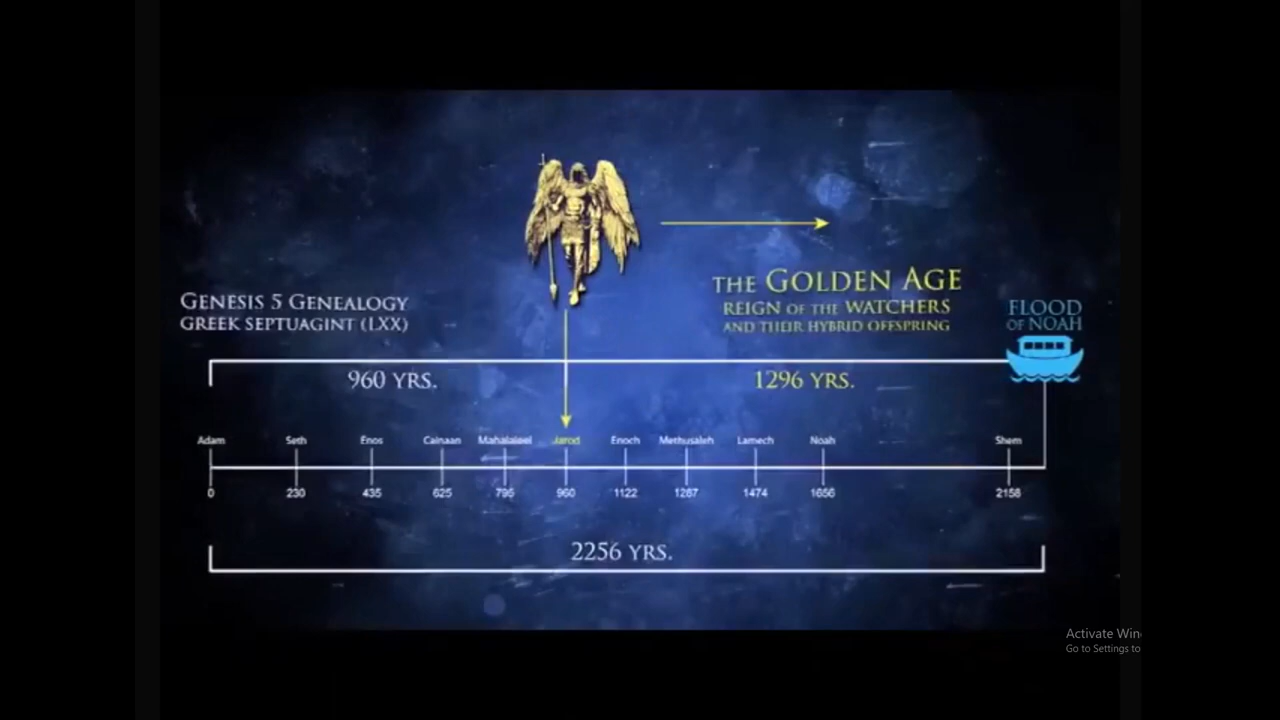 GENESIS 5 GENEALOGY
GREEK SEPTUAGINT (LXX)
THE GOLDEN AGE
REIGN OF THE WATCHERS
AND THEIR HYBRID OFFSPRING
FLOOD
OF NOAH
960 YRS.
1296 YRS.
Adam Seth Enos Cainaan Mahalaleel Jarod Enoch Methusaleh Lamech Noah Shem
0 230 435 625 795 960 1122 1287 1474 1656 2158
2256 YRS.
Activate Win
Go to Settings to